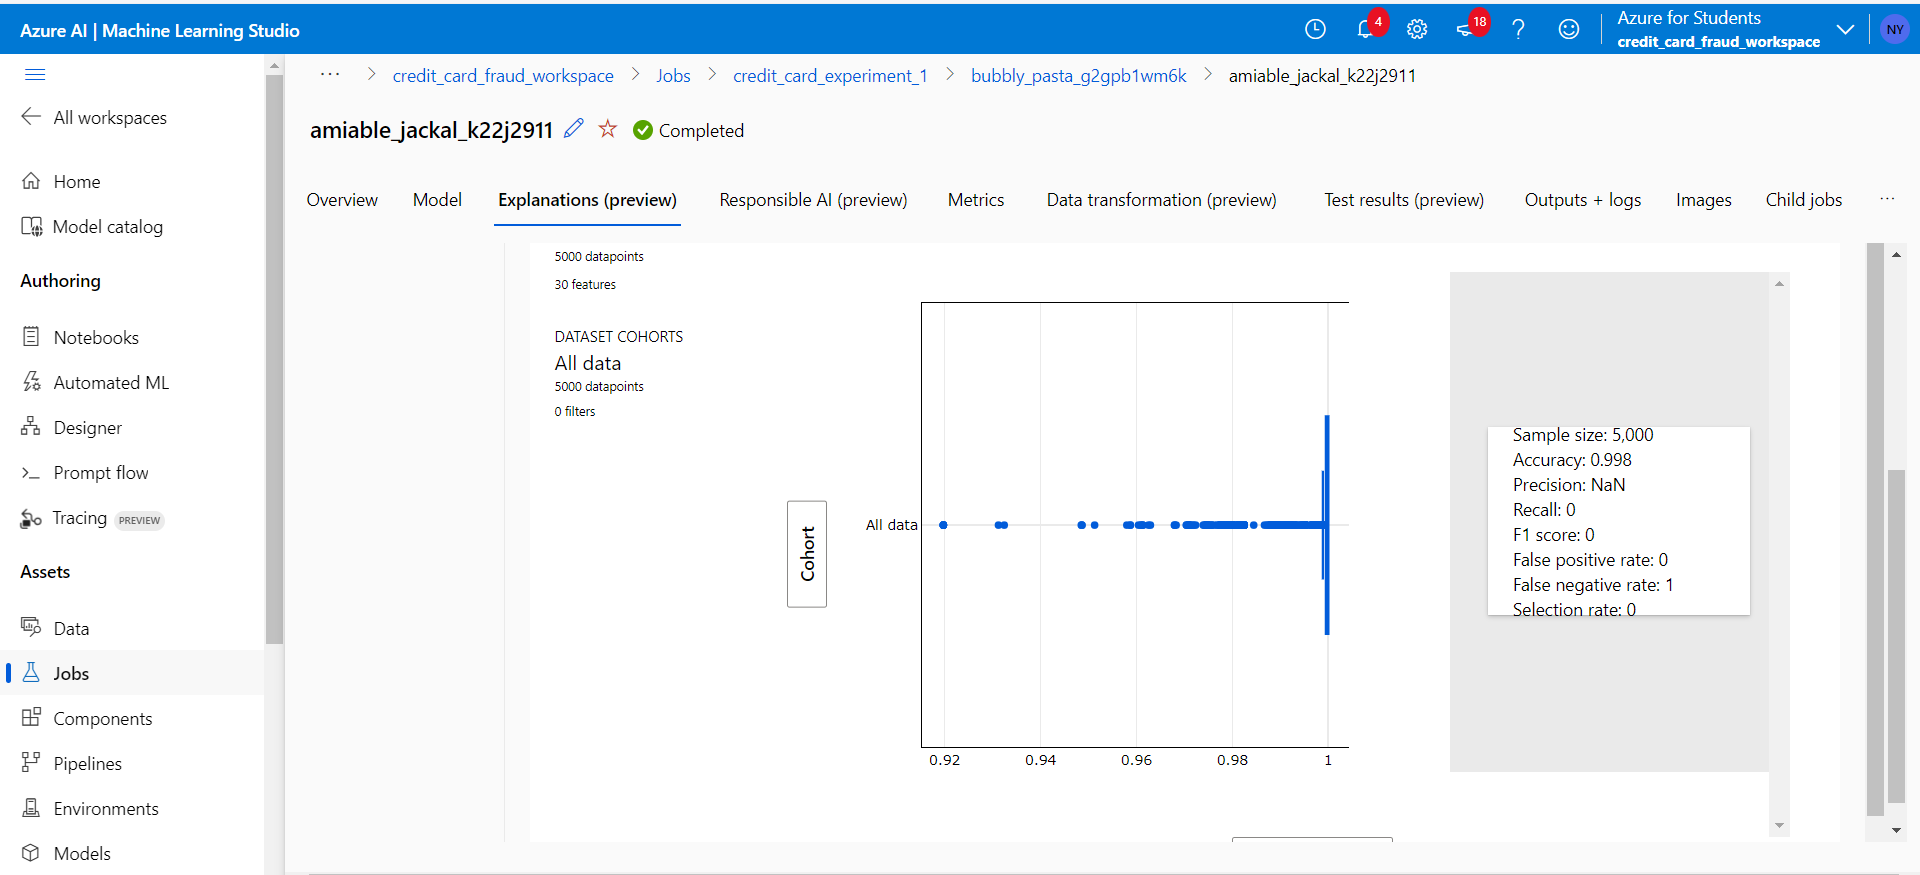 Azure AI | Machine Learning Studio
4
18
Azure for Students
credit_card_fraud_workspace
NY
All workspaces
Home
Model catalog
Authoring
Notebooks
Automated ML
Designer
Prompt flow
Tracing PREVIEW
Assets
Data
Jobs
Components
Pipelines
Environments
Models
··· > credit_card_fraud_workspace > Jobs > credit_card_experiment_1 > bubbly_pasta_g2gpb1wm6k > amiable_jackal_k22j2911
amiable_jackal_k22j2911 Completed
Overview Model Explanations (preview) Responsible AI (preview) Metrics Data transformation (preview) Test results (preview) Outputs + logs Images Child jobs ···
5000 datapoints
30 features
DATASET COHORTS
All data
5000 datapoints
0 filters
Cohort
All data
0.92 0.94 0.96 0.98 1
Sample size: 5,000
Accuracy: 0.998
Precision: NaN
Recall: 0
F1 score: 0
False positive rate: 0
False negative rate: 1
Selection rate: 0